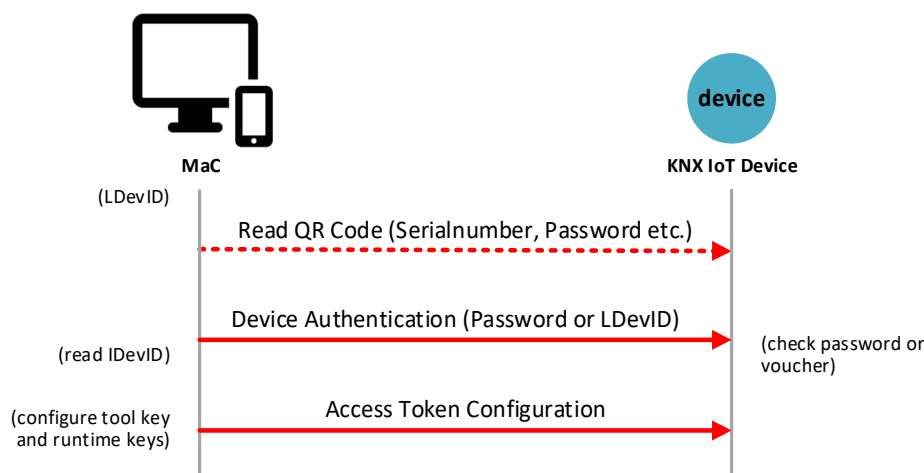 device
MaC
KNX IoT Device
(LDevID)
Read QR Code (Serialnumber, Password etc.)
Device Authentication (Password or LDevID)
(read IDevID)
(check password or
voucher)
Access Token Configuration
(configure tool key
and runtime keys)